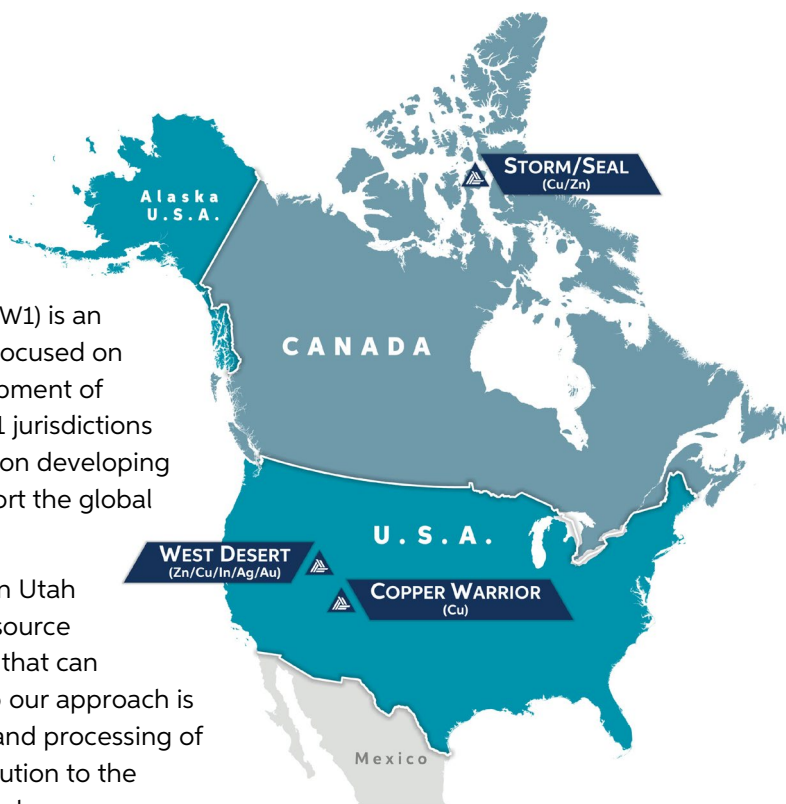 STORM/SEAL
(Cu/Zn)
Alaska
U.S.A.
W1) is an
ocused on
CANADA
pment of
1 jurisdictions
on developing
ort the global
U.S.A.
WEST DESERT
(Zn/Cu/In/Ag/Au)
COPPER WARRIOR
(Cu)
n Utah
source
that can
our approach is
and processing of
ution to the
Mexico